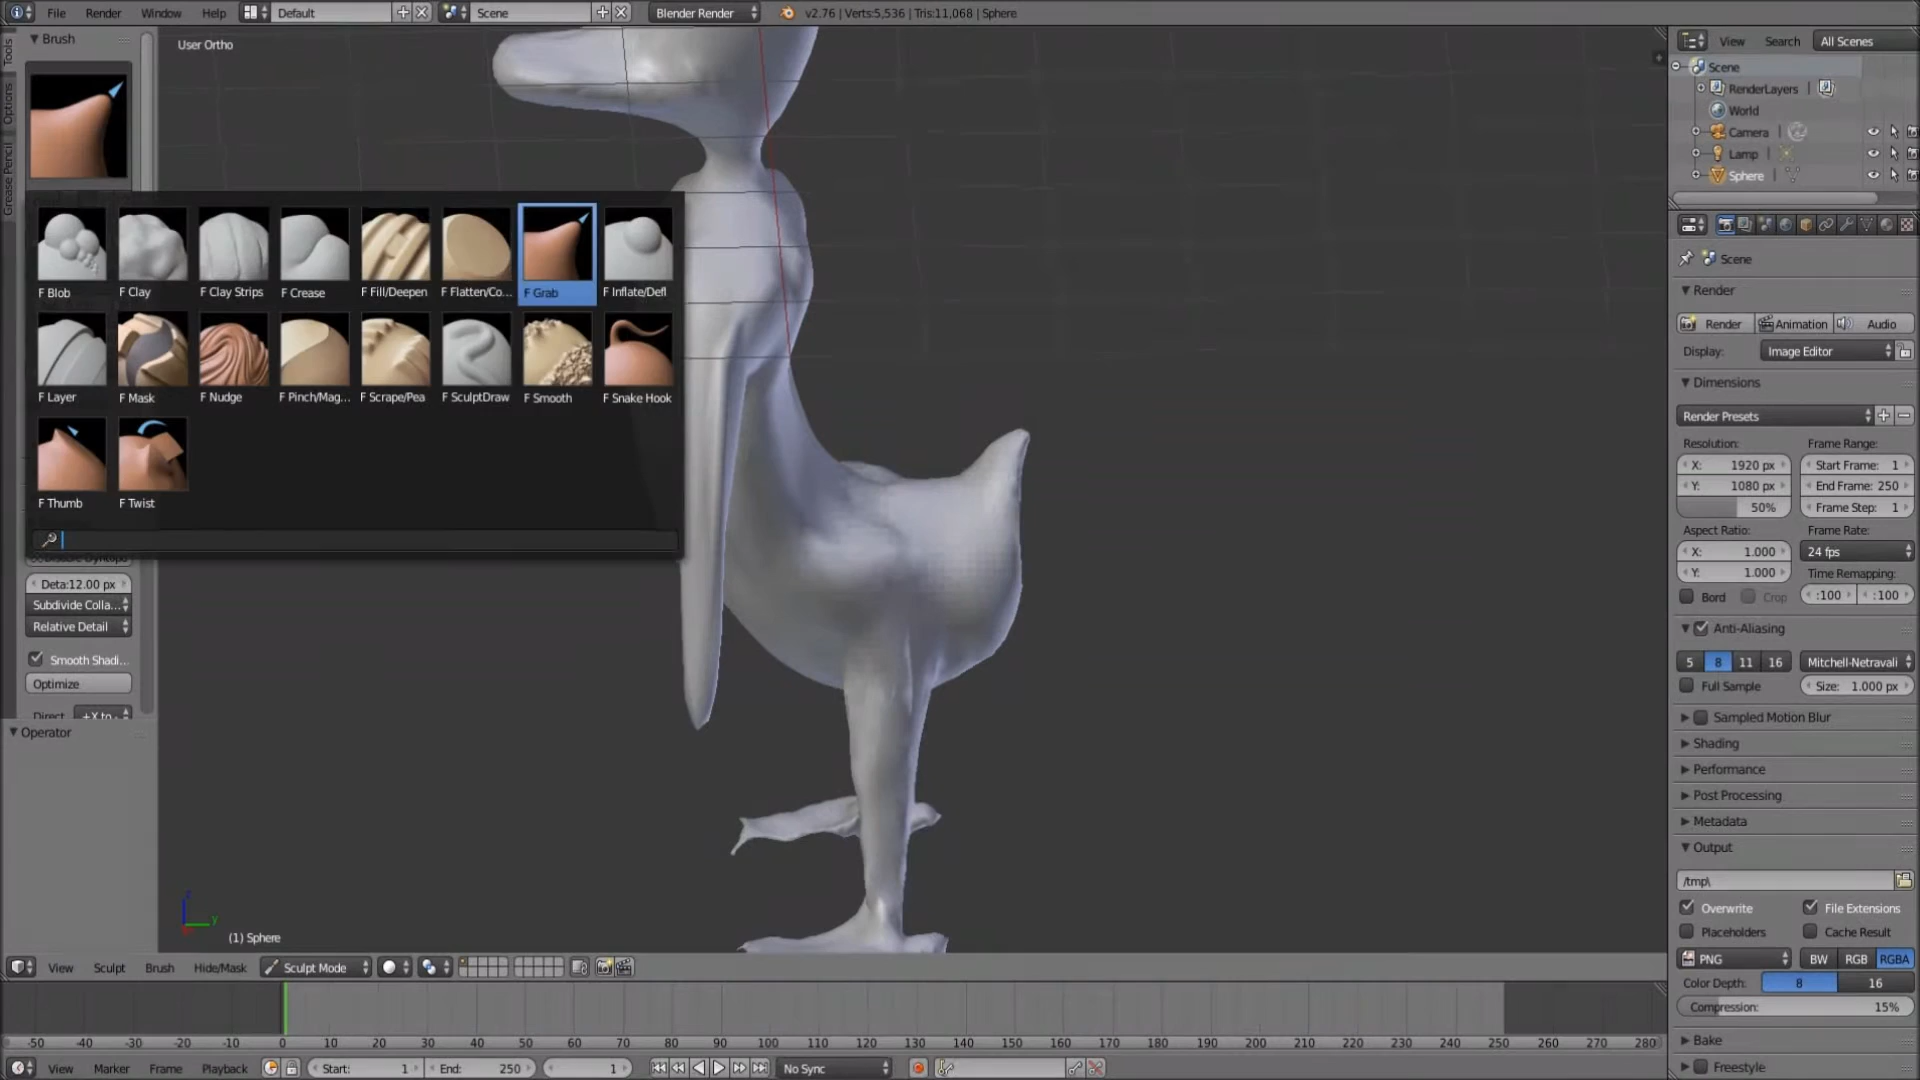 File Render Window Help Default Scene Blender Render v2.76 | Verts:5,536 | Tris:11,068 | Sphere
Tools
Options
Grease Pencil
Brush
User Ortho
F Blob F Clay F Clay Strips F Crease F Fill/Deepen F Flatten/Co... F Grab F Inflate/Defl
F Layer F Mask F Nudge F Pinch/Mag... F Scrape/Pea F SculptDraw F Smooth F Snake Hook
F Thumb F Twist
Deta:12.00 px
Subdivide Colla...
Relative Detail
Smooth Shadi...
Optimize
Direct +X to
Operator
z
y
(1) Sphere
View Sculpt Brush Hide/Mask Sculpt Mode
-50 -40 -30 -20 -10 0 10 20 30 40 50 60 70 80 90 100 110 120 130 140 150 160 170 180 190 200 210 220 230 240 250 260 270 280
View Marker Frame Playback Start: 1 End: 250 1 No Sync
View Search All Scenes
Scene
RenderLayers |
World
Camera
Lamp
Sphere
Scene
Render
Render Animation Audio
Display: Image Editor
Dimensions
Render Presets
Resolution: Frame Range:
X: 1920 px Start Frame: 1
Y: 1080 px End Frame: 250
50% Frame Step: 1
Aspect Ratio: Frame Rate:
X: 1.000 24 fps
Y: 1.000 Time Remapping:
Bord Crop :100 :100
Anti-Aliasing
5 8 11 16 Mitchell-Netravali
Full Sample Size: 1.000 px
Sampled Motion Blur
Shading
Performance
Post Processing
Metadata
Output
/tmp\
Overwrite File Extensions
Placeholders Cache Result
PNG BW RGB RGBA
Color Depth: 8 16
Compression: 15%
Bake
Freestyle